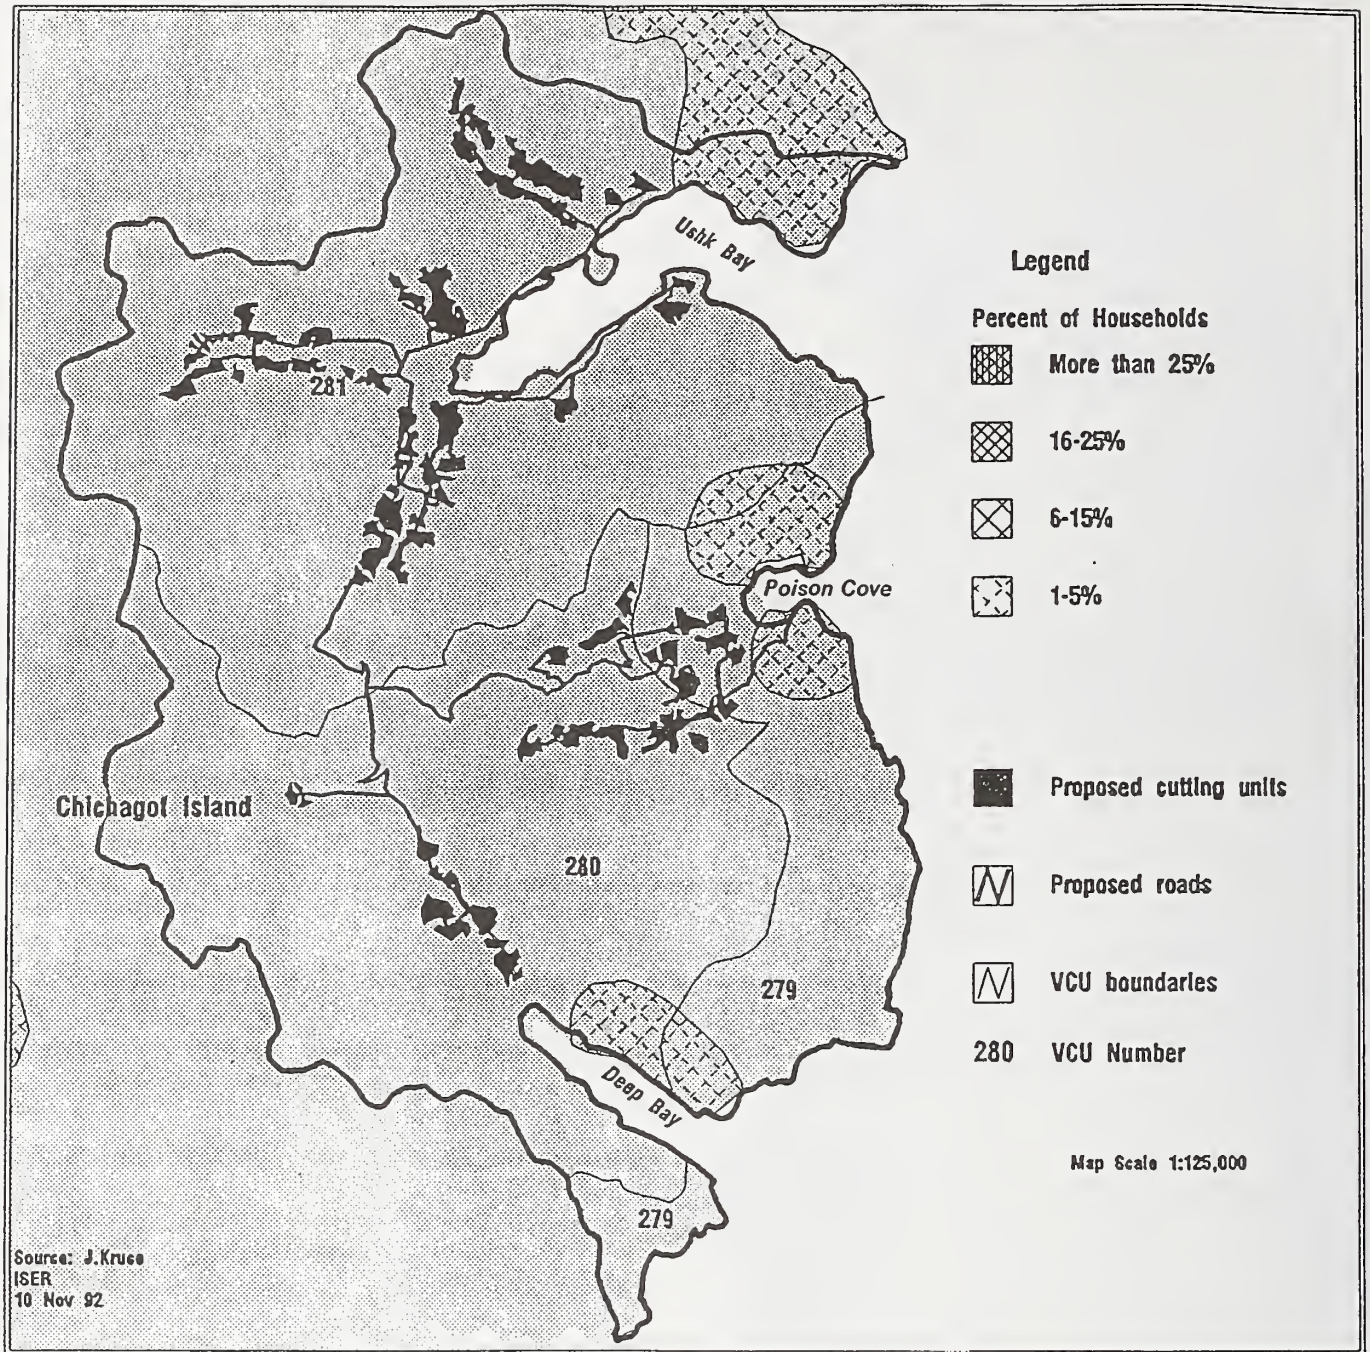 Ushk Bay
Legend
Percent of Households
More than 25%
281
16-25%
6-15%
Poison Cove
1-5%
Chichagof Island
Proposed cutting units
280
Proposed roads
279
VCU boundaries
280 VCU Number
Deep Bay
Map Scale 1:125,000
279
Source: J.Kruse
ISER
10 Nov 92